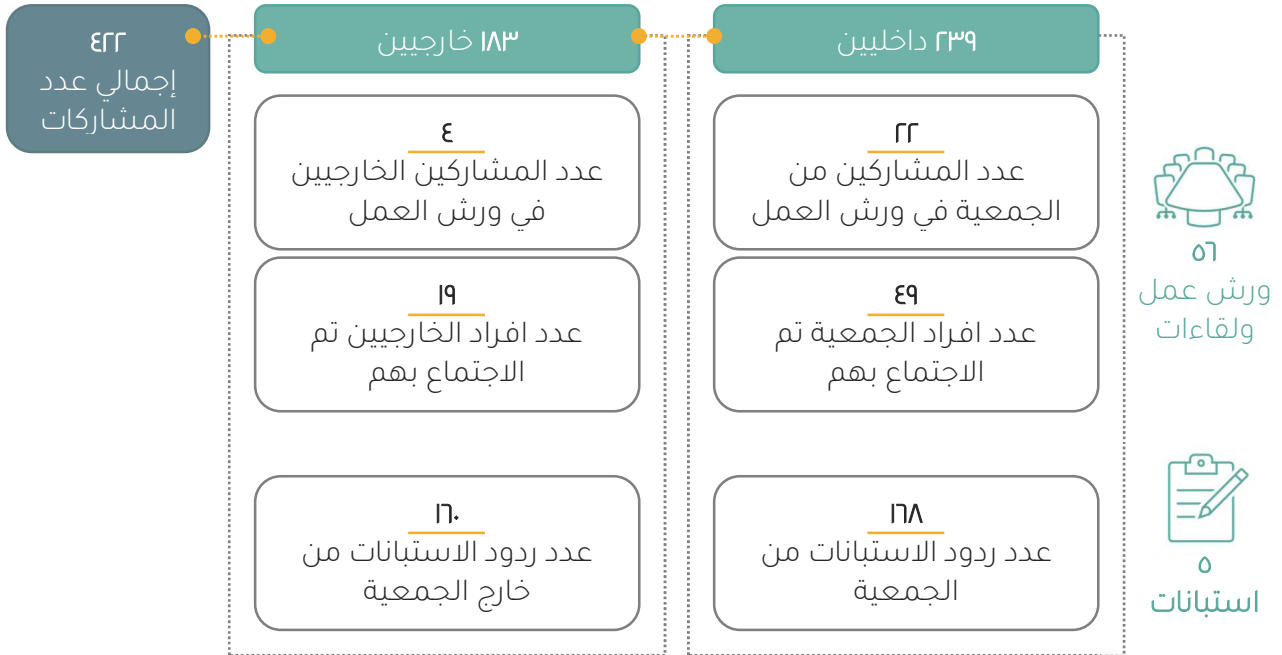 ٢٣٩ داخليين
١٨٣ خارجيين
٤٢٢
إجمالي عدد
المشاركات
٥٦
ورش عمل
ولقاءات
٢٢
عدد المشاركين من
الجمعية في ورش العمل
٤
عدد المشاركين الخارجيين
في ورش العمل
٤٩
عدد افراد الجمعية تم
الاجتماع بهم
١٩
عدد افراد الخارجيين تم
الاجتماع بهم
٥
استبانات
١٦٨
عدد ردود الاستبانات من
الجمعية
١٦٠
عدد ردود الاستبانات من
خارج الجمعية